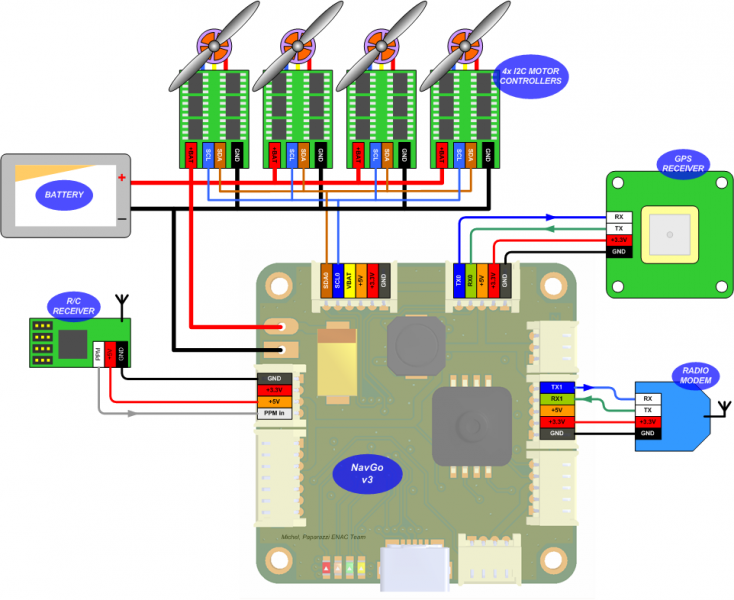 4x I2C MOTOR
CONTROLLERS
+BAT
SCL
SDA
GND
+BAT
SCL
SDA
GND
+BAT
SCL
SDA
GND
+BAT
SCL
SDA
GND
BATTERY
+
−
GPS
RECEIVER
RX
TX
+3.3V
GND
SDA0
SCL0
VBAT
+5V
+3.3V
GND
TX0
RX0
+5V
+3.3V
GND
R/C
RECEIVER
GND
GND
+3.3V
+5V
PPM In
RADIO
MODEM
TX1
RX1
+5V
+3.3V
GND
RX
TX
+3.3V
GND
NavGo
v3
Michel, Paparazzi ENAC Team